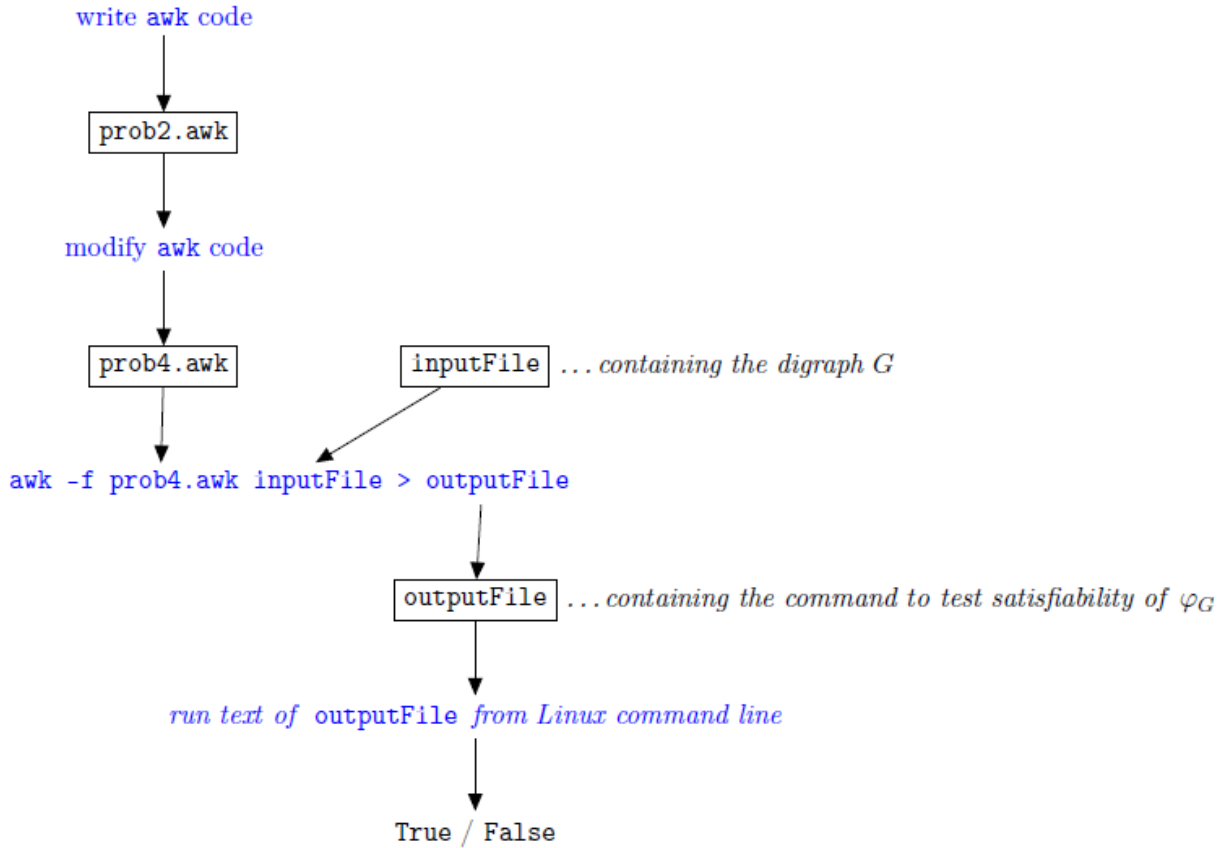 write awk code
prob2.awk
modify awk code
prob4.awk
inputFile ...containing the digraph G
awk -f prob4.awk inputFile > outputFile
outputFile ...containing the command to test satisfiability of φ_G
run text of outputFile from Linux command line
True / False